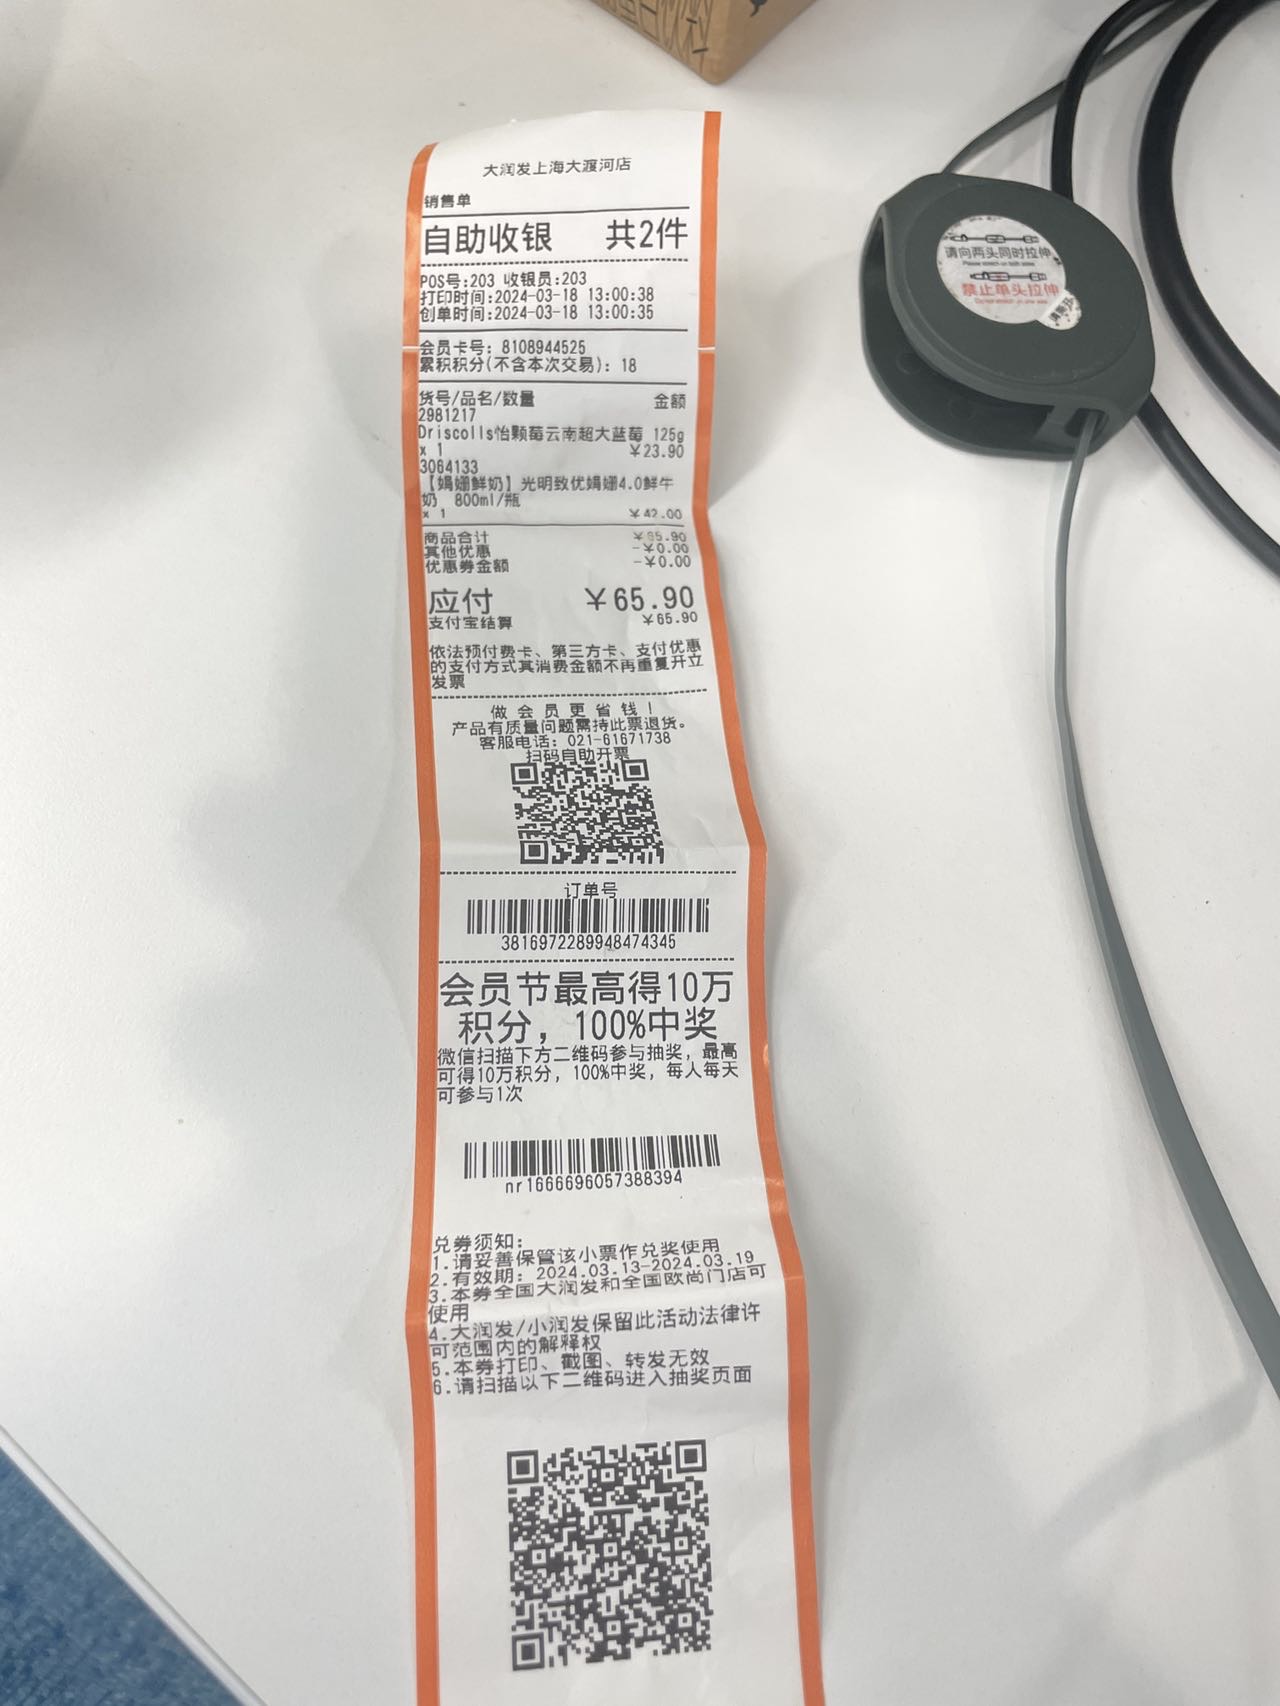 大润发上海大渡河店
销售单
自助收银 共2件
POS号:203 收银员:203
打印时间:2024-03-18 13:00:38
创单时间:2024-03-18 13:00:35
会员卡号: 8108944525
累积积分(不含本次交易): 18
货号/品名/数量 金额
2981217
Driscolls怡颗莓云南超大蓝莓 125g
x 1 ¥23.90
3064133
【娟姗鲜奶】光明致优娟姗4.0鲜牛
奶 800ml/瓶
x 1 ¥42.00
商品合计 ¥65.90
其他优惠 -¥0.00
优惠券金额 -¥0.00
应付 ¥65.90
支付宝结算 ¥65.90
依法预付费卡、第三方卡、支付优惠
的支付方式其消费金额不再重复开立
发票
做会员更省钱!
产品有质量问题需持此票退货。
客服电话: 021-61671738
扫码自助开票
订单号
3816972289948474345
会员节最高得10万
积分, 100%中奖
微信扫描下方二维码参与抽奖, 最高
可得10万积分, 100%中奖, 每人每天
可参与1次
nr1666696057388394
兑券须知:
1.请妥善保管该小票作兑奖使用
2.有效期: 2024.03.13-2024.03.19
3.本券全国大润发和全国欧尚门店可
使用
4.大润发/小润发保留此活动法律许
可范围内的解释权
5.本券打印、截图、转发无效
6.请扫描以下二维码进入抽奖页面
请向两头同时拉伸
Please stretch on both sides
禁止单头拉伸
Do not stretch on one side